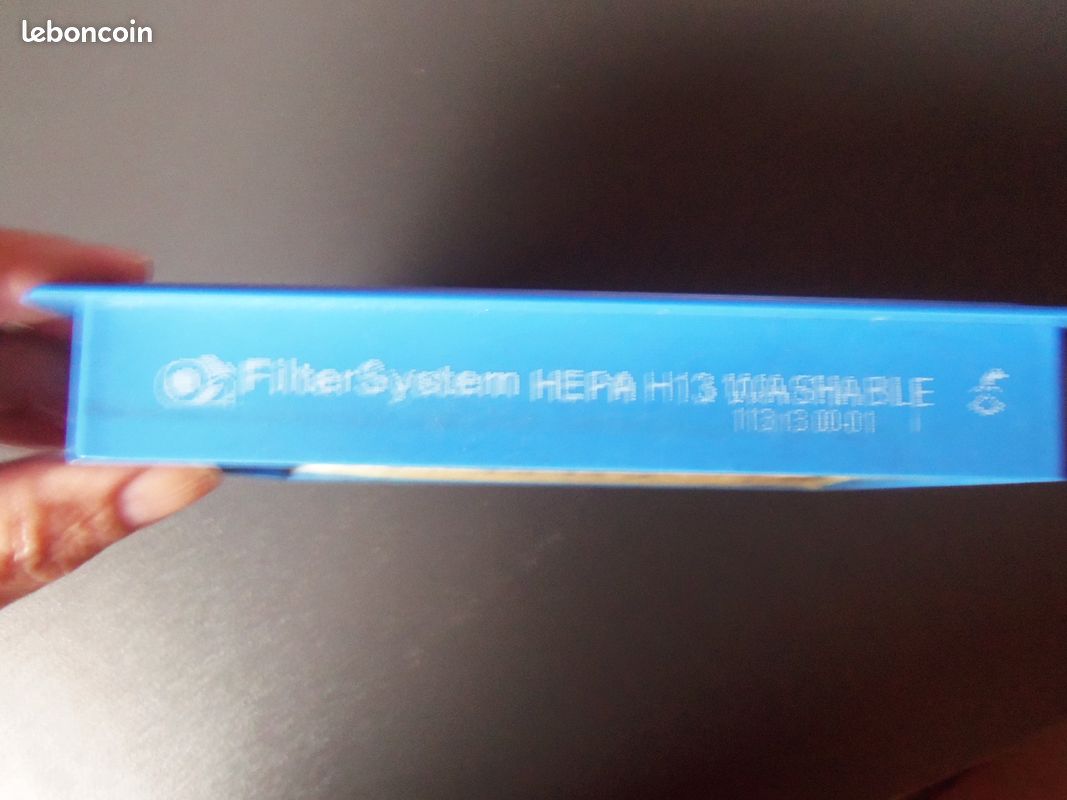 leboncoin
FilterSystem HEPA H13 WASHABLE